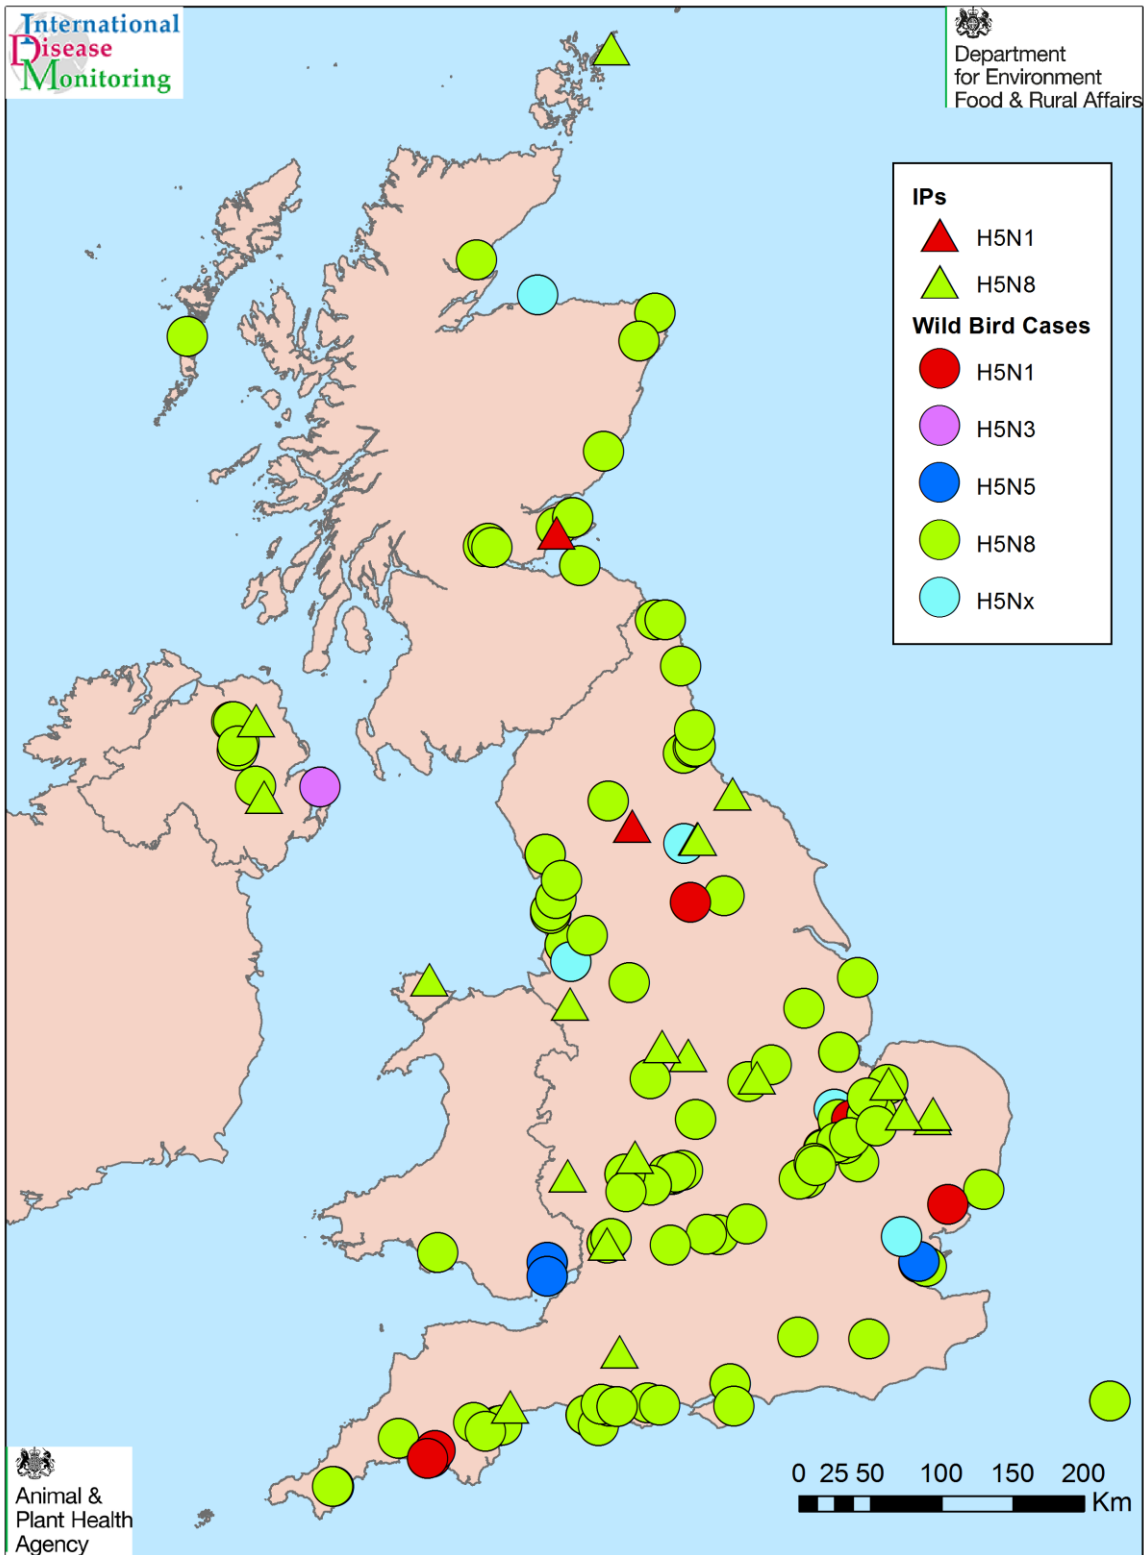 International
Disease
Monitoring
Department
for Environment
Food & Rural Affairs
IPs
H5N1
H5N8
Wild Bird Cases
H5N1
H5N3
H5N5
H5N8
H5Nx
0 25 50 100 150 200
Km
Animal &
Plant Health
Agency